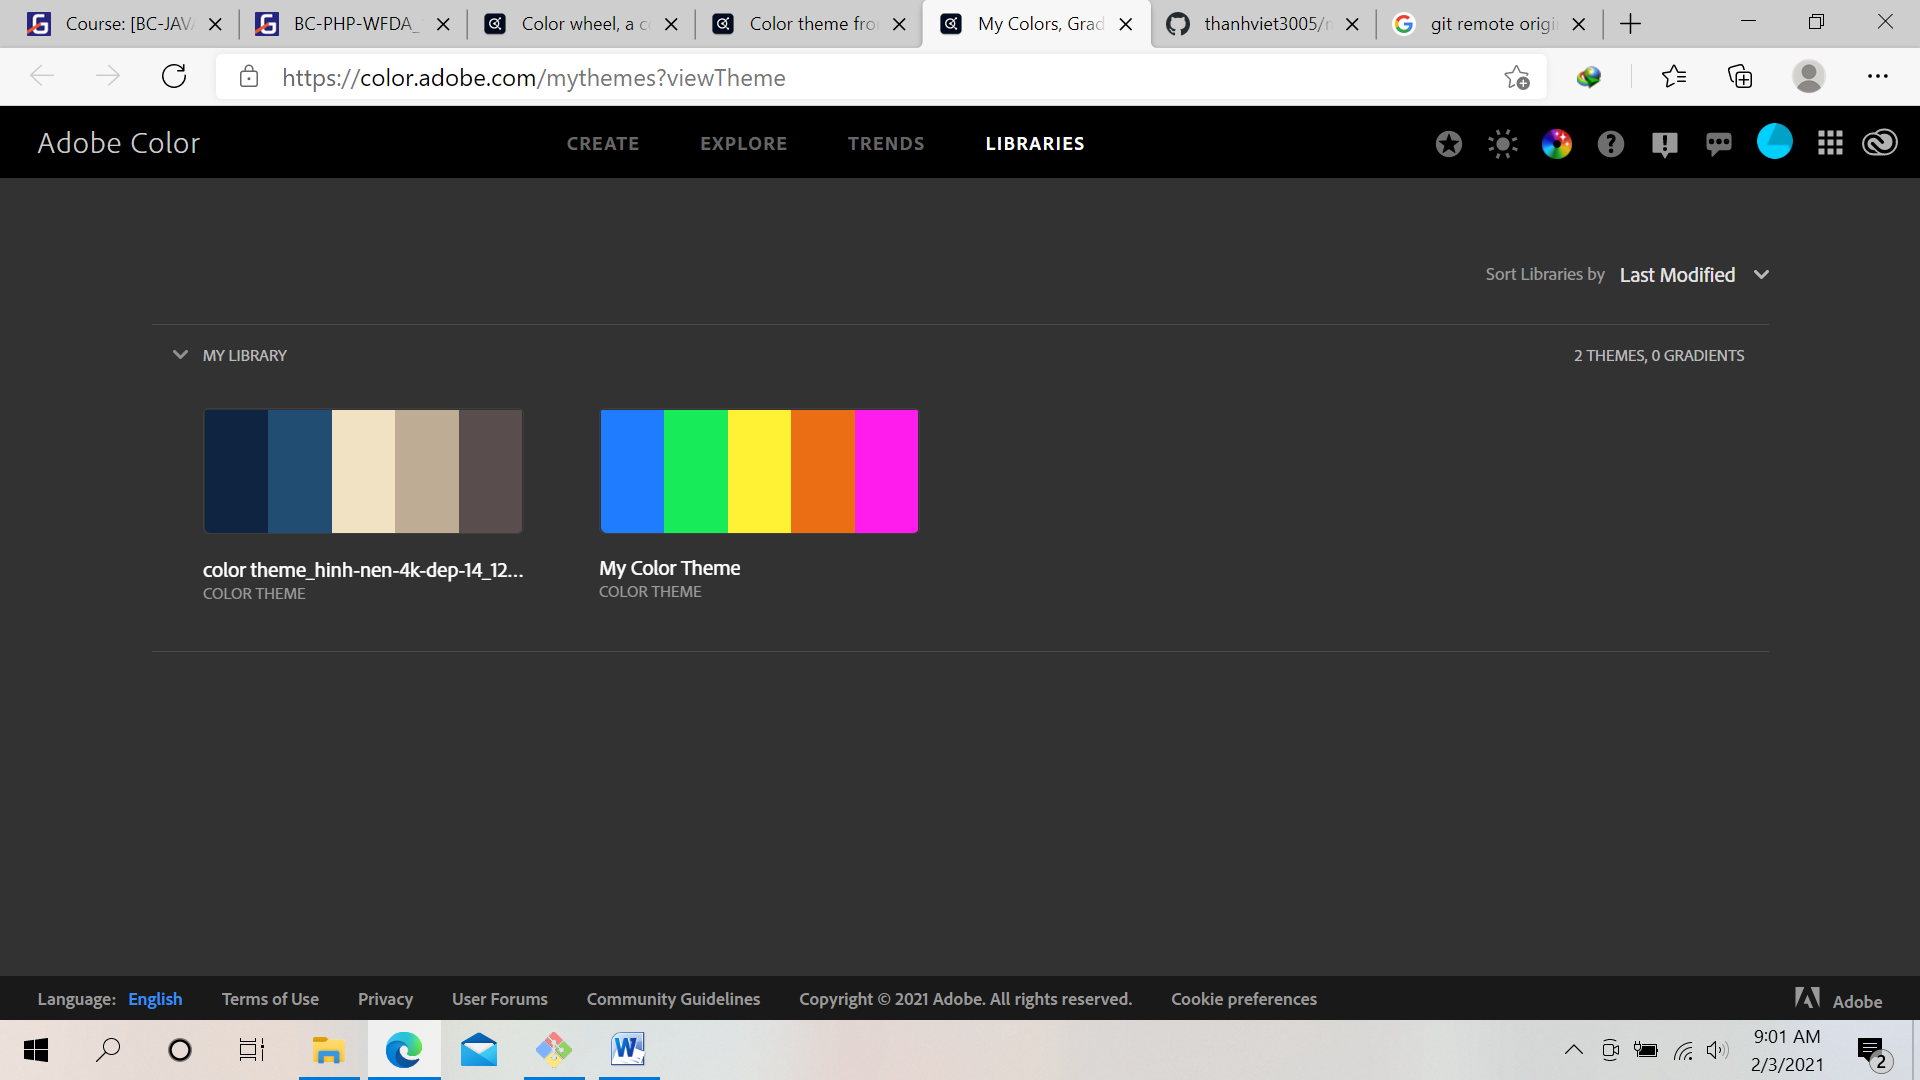 Course: [BC-JAV
BC-PHP-WFDA_
Color wheel, a c
Color theme fro
My Colors, Grad
thanhviet3005/
git remote origi
https://color.adobe.com/mythemes?viewTheme
Adobe Color
CREATE
EXPLORE
TRENDS
LIBRARIES
Sort Libraries by Last Modified
MY LIBRARY
2 THEMES, 0 GRADIENTS
color theme_hinh-nen-4k-dep-14_12...
COLOR THEME
My Color Theme
COLOR THEME
Language: English
Terms of Use
Privacy
User Forums
Community Guidelines
Copyright © 2021 Adobe. All rights reserved.
Cookie preferences
Adobe
9:01 AM
2/3/2021
2